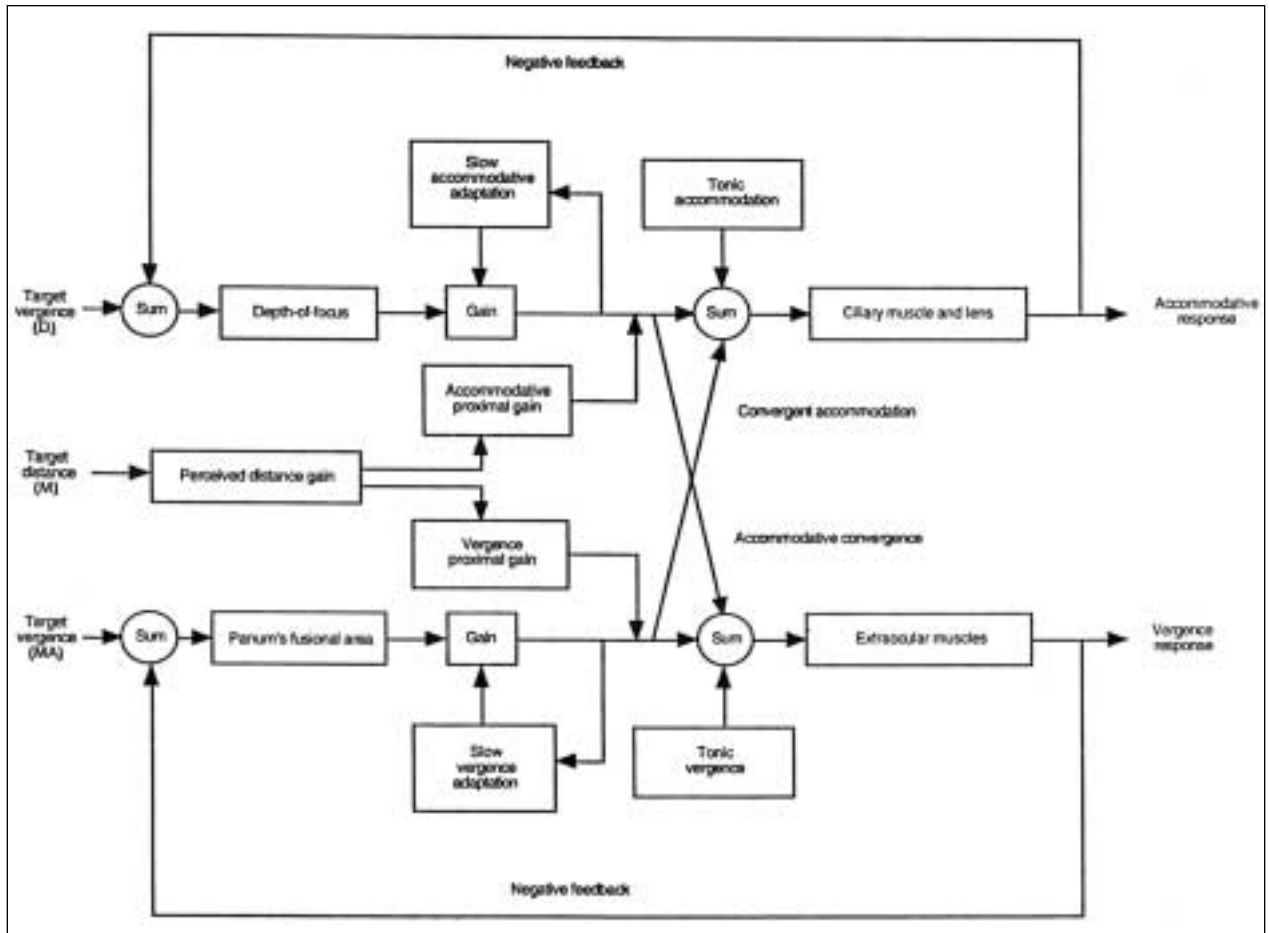 Negative feedback
Slow
accommodative
adaptation
Tonic
accommodation
Target
vergence
(D)
Sum
Depth-of-focus
Gain
Sum
Ciliary muscle and lens
Accommodative
response
Accommodative
proximal gain
Convergent accommodation
Target
distance
(M)
Perceived distance gain
Vergence
proximal gain
Accommodative convergence
Target
vergence
(MA)
Sum
Panum's fusional area
Gain
Sum
Extraocular muscles
Vergence
response
Slow
vergence
adaptation
Tonic
vergence
Negative feedback